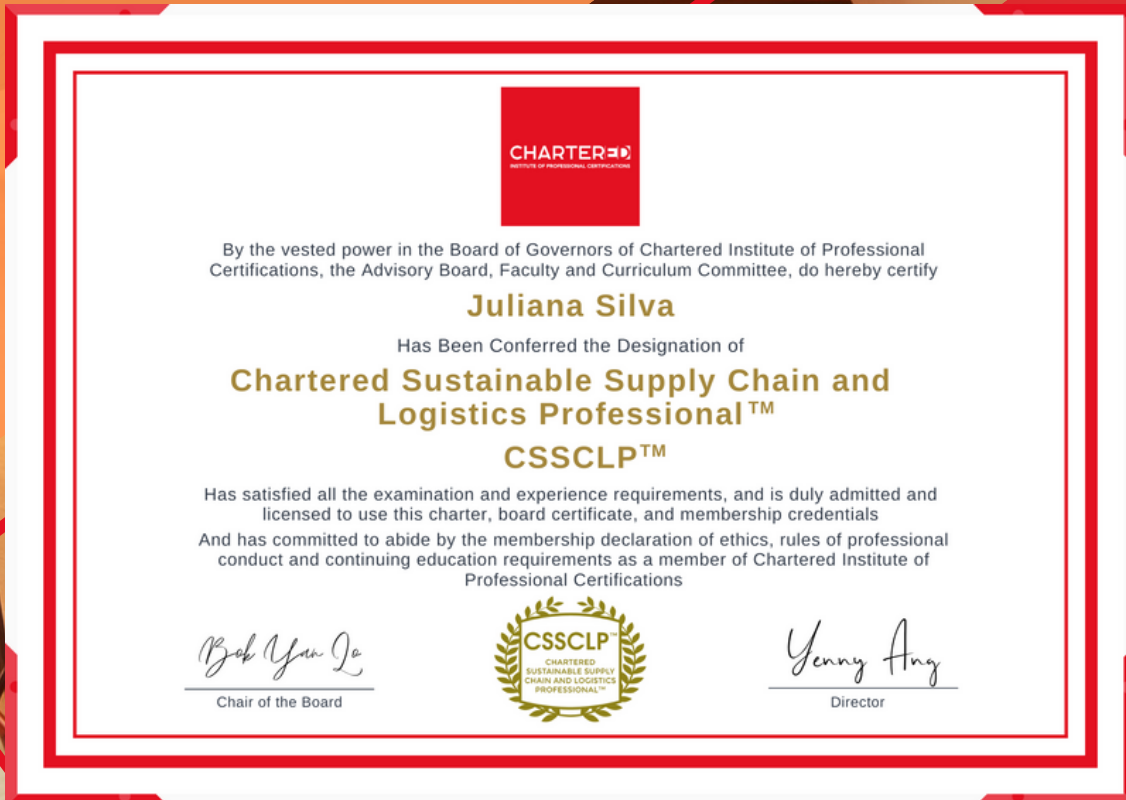 CHARTERED
INSTITUTE OF PROFESSIONAL CERTIFICATIONS
By the vested power in the Board of Governors of Chartered Institute of Professional
Certifications, the Advisory Board, Faculty and Curriculum Committee, do hereby certify
Juliana Silva
Has Been Conferred the Designation of
Chartered Sustainable Supply Chain and
Logistics Professional™
CSSCLP™
Has satisfied all the examination and experience requirements, and is duly admitted and
licensed to use this charter, board certificate, and membership credentials
And has committed to abide by the membership declaration of ethics, rules of professional
conduct and continuing education requirements as a member of Chartered Institute of
Professional Certifications
Bok Yan Lo
Chair of the Board
CSSCLP™
CHARTERED
SUSTAINABLE SUPPLY
CHAIN AND LOGISTICS
PROFESSIONAL™
Yenny Ang
Director